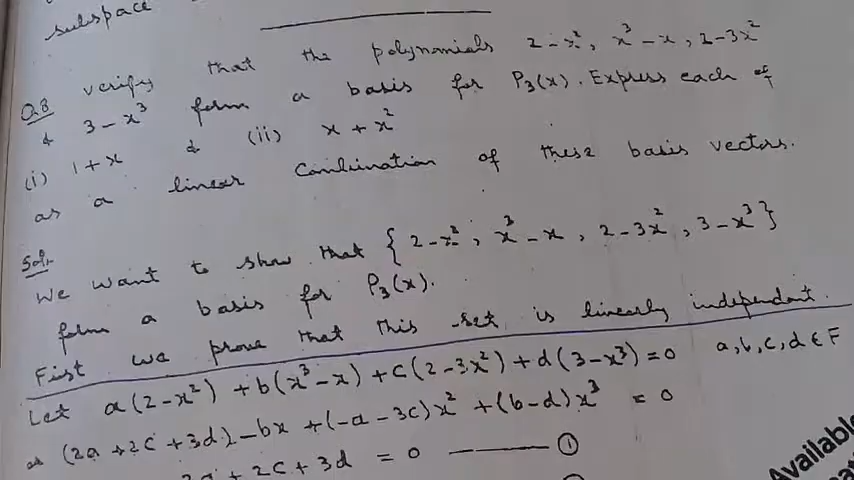 subspace
Q.8 verify that the polynomials 2-x², x³-x, 2-3x²
& 3-x³ form a basis for P₃(x). Express each of
(i) 1+x & (ii) x+x²
as a linear combination of these basis vectors.
Solⁿ.
We want to show that {2-x², x³-x, 2-3x², 3-x³}
form a basis for P₃(x).
First we prove that this set is linearly independant.
Let a(2-x²) + b(x³-x) + c(2-3x²) + d(3-x³) = 0 a,b,c,d ∈ F
(2a+2c+3d) - bx + (-a-3c)x² + (b-d)x³ = 0
2a + 2c + 3d = 0 — ①
Available